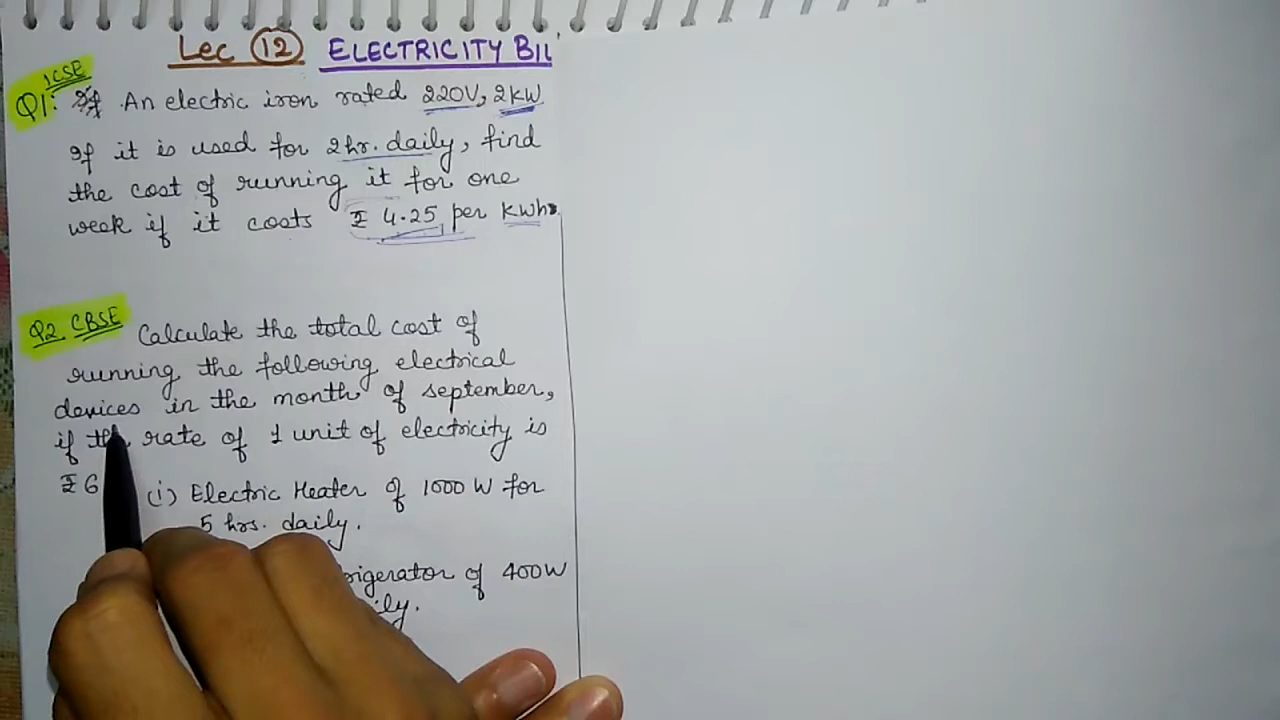 Lec 12 ELECTRICITY BIL
ICSE
Q1: An electric iron rated 220V, 2KW
If it is used for 2hr. daily, find
the cost of running it for one
week if it costs ₹ 4.25 per KWh.
Q2. CBSE Calculate the total cost of
running the following electrical
devices in the month of september,
if the rate of 1 unit of electricity is
₹ 6 (i) Electric Heater of 1000 W for
5 hrs. daily.
of 400W